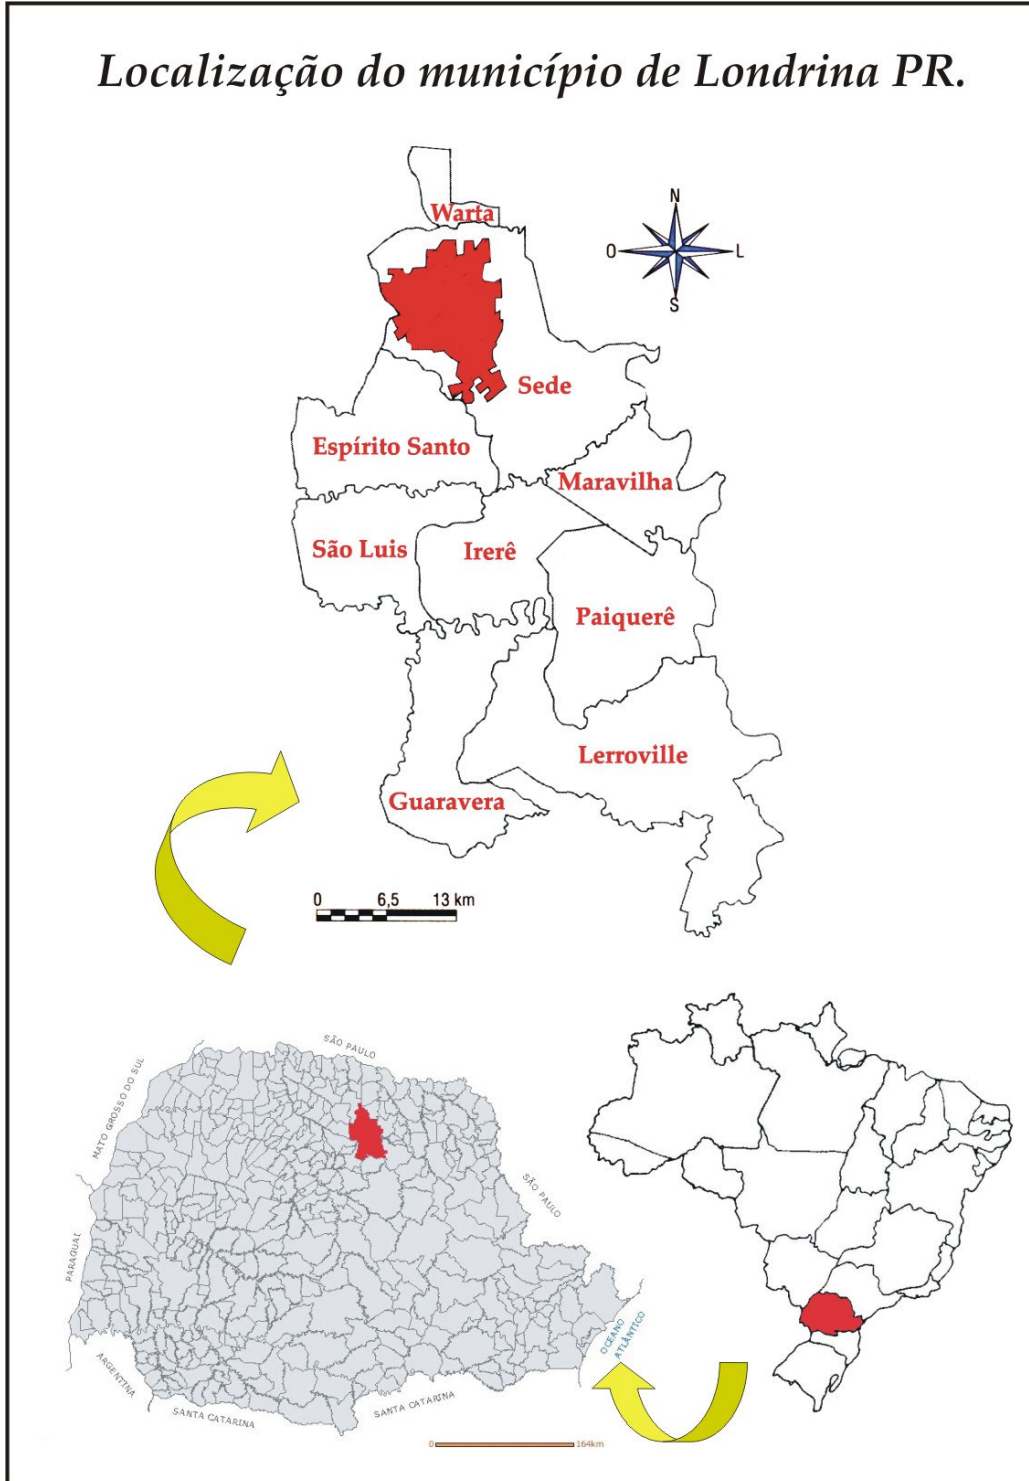 Localização do município de Londrina PR.
Warta
N
O
L
S
Sede
Espírito Santo
Maravilha
São Luis
Irerê
Paiquerê
Lerroville
Guaravera
0 6,5 13 km
SÃO PAULO
MATO GROSSO DO SUL
SÃO PAULO
PARAGUAI
OCEANO
ATLÂNTICO
ARGENTINA
SANTA CATARINA
SANTA CATARINA
0 164km